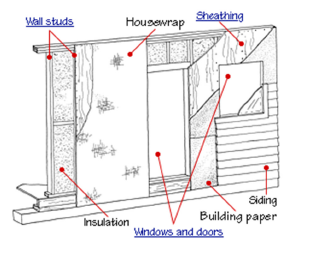 Wall studs
Housewrap
Sheathing
Siding
Insulation
Building paper
Windows and doors